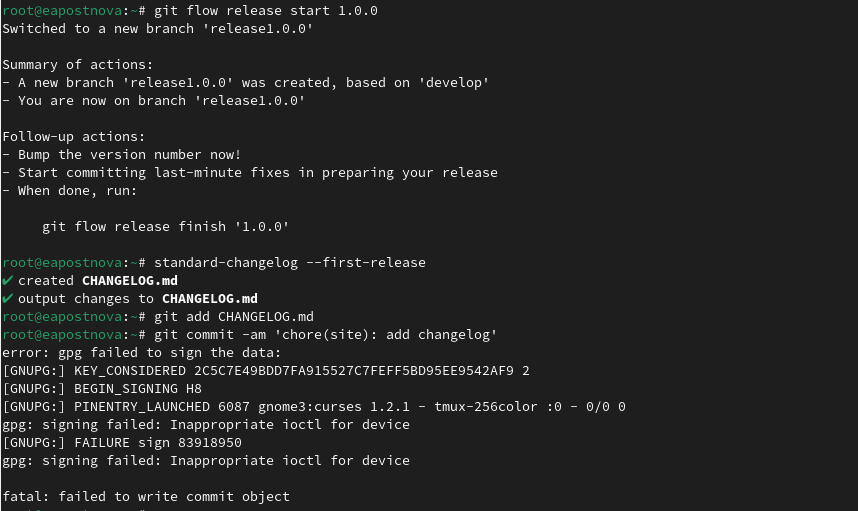 root@eapostnova:~# git flow release start 1.0.0
Switched to a new branch 'release1.0.0'
Summary of actions:
- A new branch 'release1.0.0' was created, based on 'develop'
- You are now on branch 'release1.0.0'
Follow-up actions:
- Bump the version number now!
- Start committing last-minute fixes in preparing your release
- When done, run:
git flow release finish '1.0.0'
root@eapostnova:~# standard-changelog --first-release
✔ created CHANGELOG.md
✔ output changes to CHANGELOG.md
root@eapostnova:~# git add CHANGELOG.md
root@eapostnova:~# git commit -am 'chore(site): add changelog'
error: gpg failed to sign the data:
[GNUPG:] KEY_CONSIDERED 2C5C7E49BDD7FA915527C7FEFF5BD95EE9542AF9 2
[GNUPG:] BEGIN_SIGNING H8
[GNUPG:] PINENTRY_LAUNCHED 6087 gnome3:curses 1.2.1 - tmux-256color :0 - 0/0 0
gpg: signing failed: Inappropriate ioctl for device
[GNUPG:] FAILURE sign 83918950
gpg: signing failed: Inappropriate ioctl for device
fatal: failed to write commit object